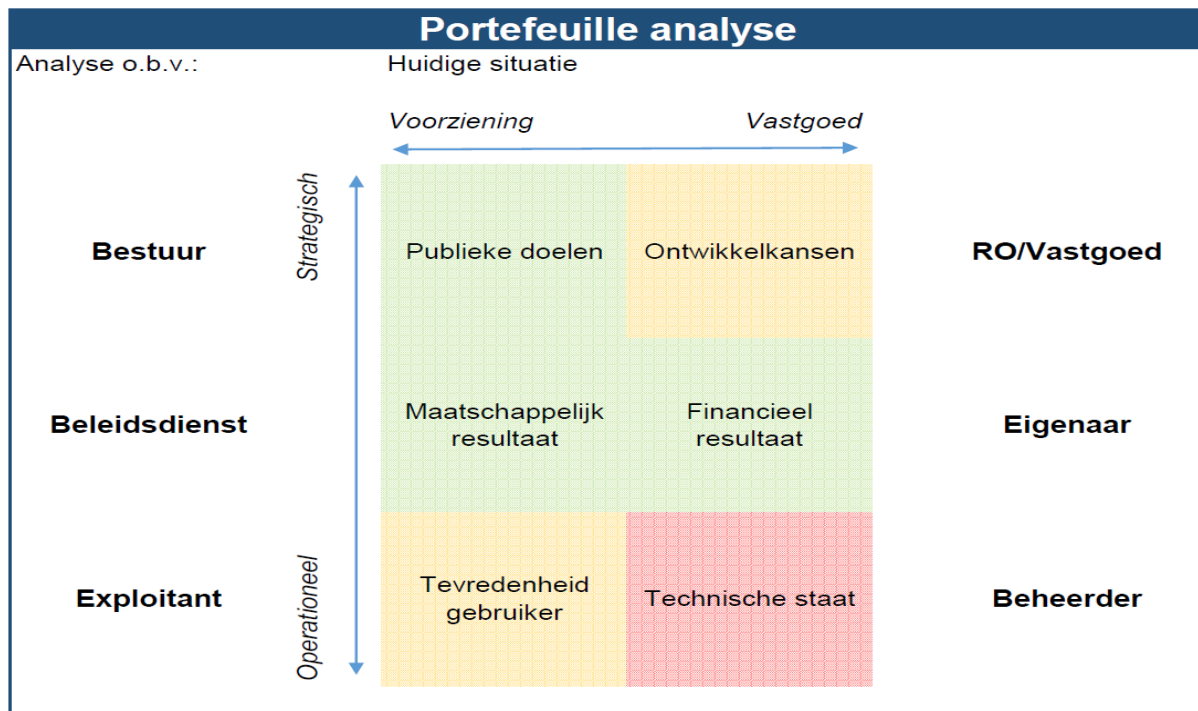 Portefeuille analyse
Analyse o.b.v.: Huidige situatie
Voorziening Vastgoed
Strategisch
Bestuur Publieke doelen Ontwikkelkansen RO/Vastgoed
Beleidsdienst Maatschappelijk resultaat Financieel resultaat Eigenaar
Operationeel
Exploitant Tevredenheid gebruiker Technische staat Beheerder